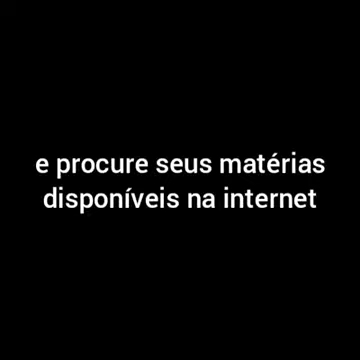 e procure seus matérias
disponíveis na internet